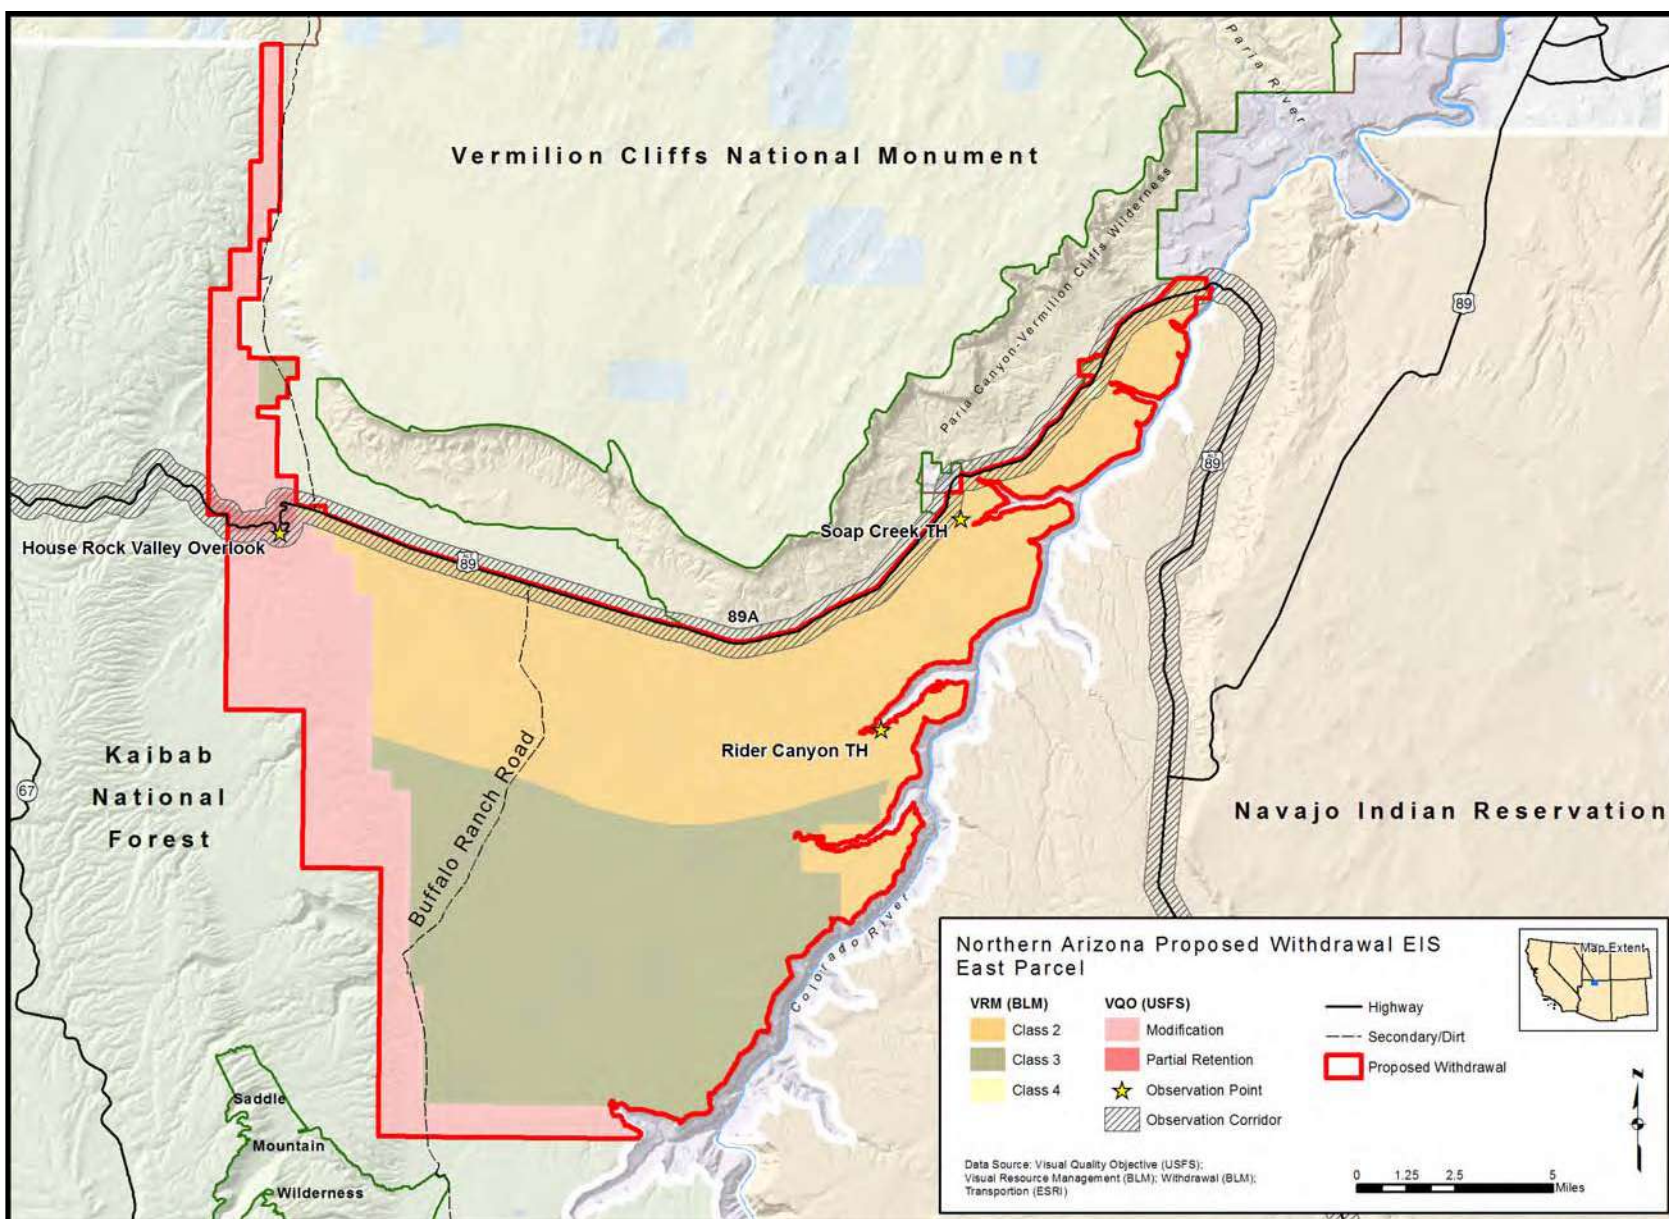 Paria River
Paria River
Vermilion Cliffs National Monument
Paria Canyon-Vermilion Cliffs Wilderness
89
ALT
89
Soap Creek TH
House Rock Valley Overlook
ALT
89
89A
Rider Canyon TH
Buffalo Ranch Road
Kaibab
National
Forest
67
Navajo Indian Reservation
Colorado River
Saddle
Mountain
Wilderness
Northern Arizona Proposed Withdrawal EIS
East Parcel
Map Extent
VRM (BLM)
Class 2
Class 3
Class 4
VQO (USFS)
Modification
Partial Retention
Observation Point
Observation Corridor
Highway
Secondary/Dirt
Proposed Withdrawal
N
Data Source: Visual Quality Objective (USFS);
Visual Resource Management (BLM); Withdrawal (BLM);
Transportion (ESRI)
0 1.25 2.5 5
Miles